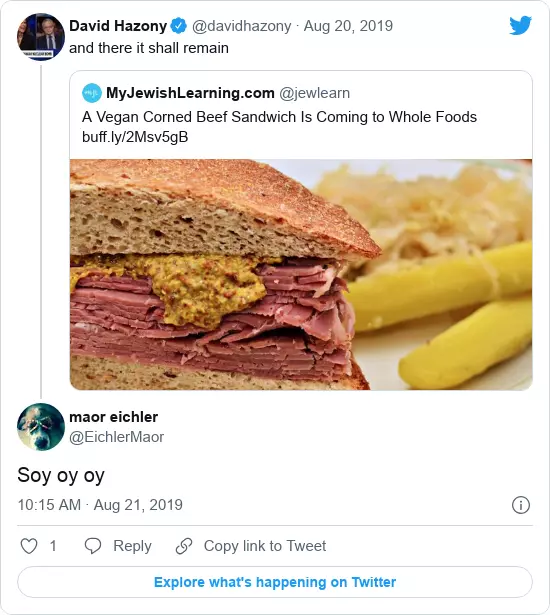 David Hazony @davidhazony · Aug 20, 2019
and there it shall remain
MyJewishLearning.com @jewlearn
A Vegan Corned Beef Sandwich Is Coming to Whole Foods
buff.ly/2Msv5gB
maor eichler
@EichlerMaor
Soy oy oy
10:15 AM · Aug 21, 2019
1 Reply Copy link to Tweet
Explore what's happening on Twitter